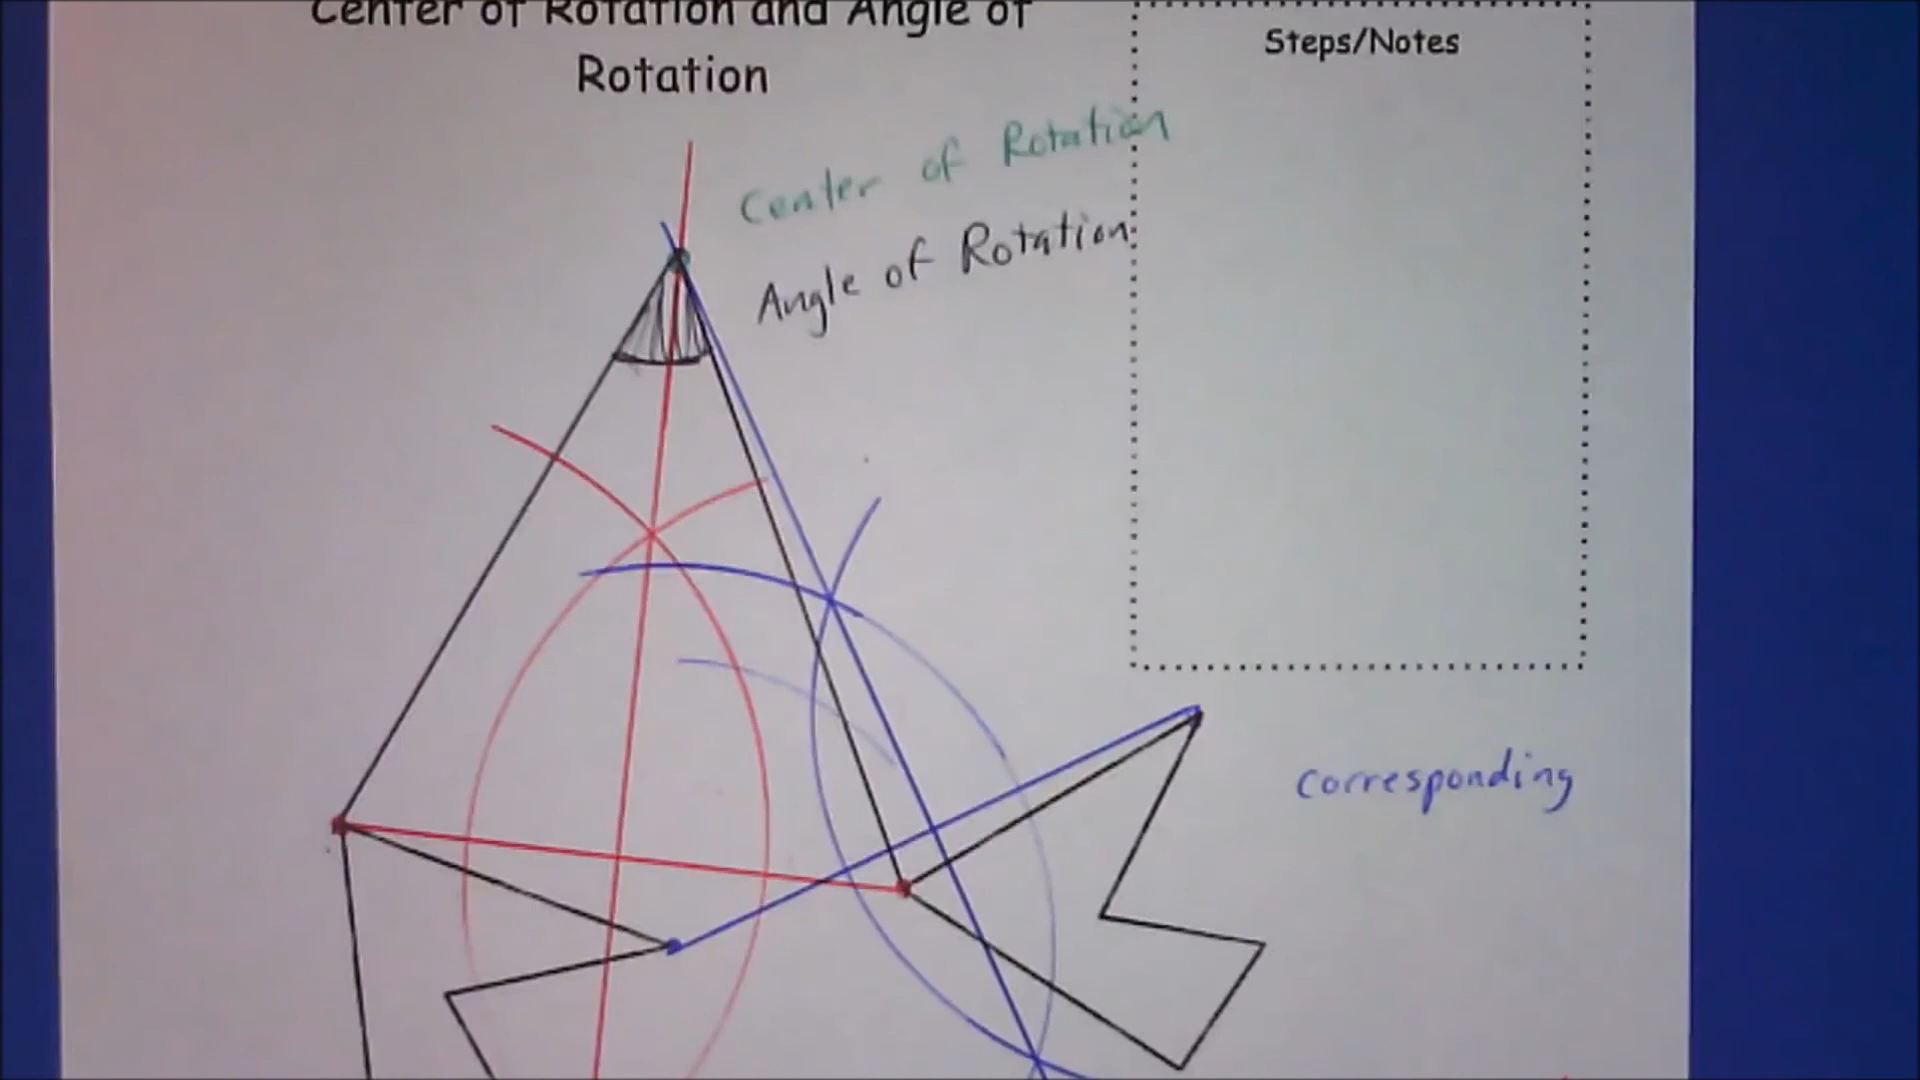 Center of Rotation and Angle of
Rotation
Steps/Notes
Center of Rotation
Angle of Rotation
corresponding